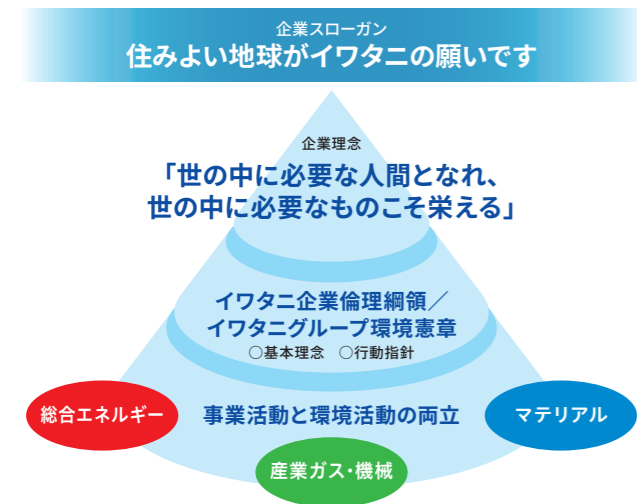 企業スローガン
住みよい地球がイワタニの願いです
企業理念
「世の中に必要な人間となれ、
世の中に必要なものこそ栄える」
イワタニ企業倫理綱領／
イワタニグループ環境憲章
○基本理念　○行動指針
総合エネルギー
事業活動と環境活動の両立
マテリアル
産業ガス・機械